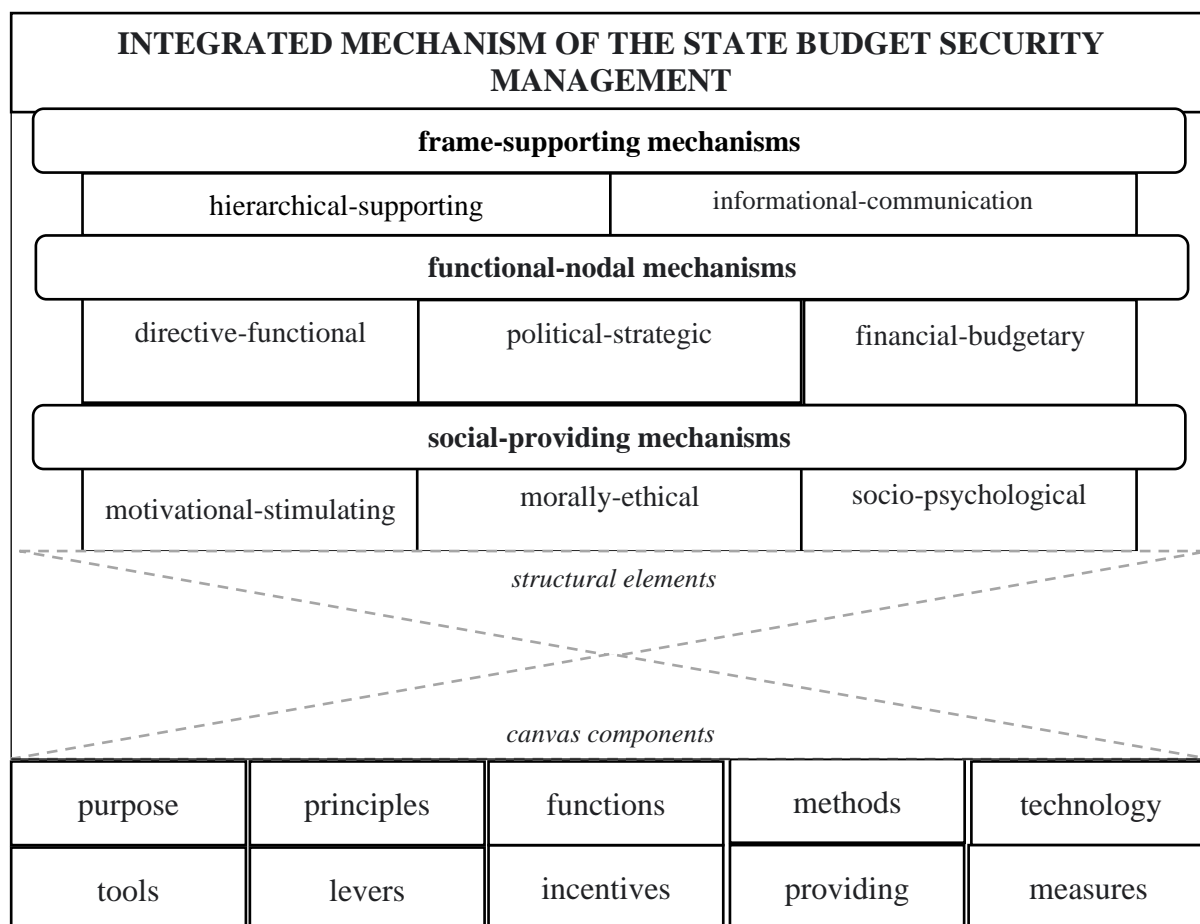 INTEGRATED MECHANISM OF THE STATE BUDGET SECURITY
MANAGEMENT
frame-supporting mechanisms
hierarchical-supporting
informational-communication
functional-nodal mechanisms
directive-functional
political-strategic
financial-budgetary
social-providing mechanisms
motivational-stimulating
morally-ethical
socio-psychological
structural elements
canvas components
purpose
principles
functions
methods
technology
tools
levers
incentives
providing
measures